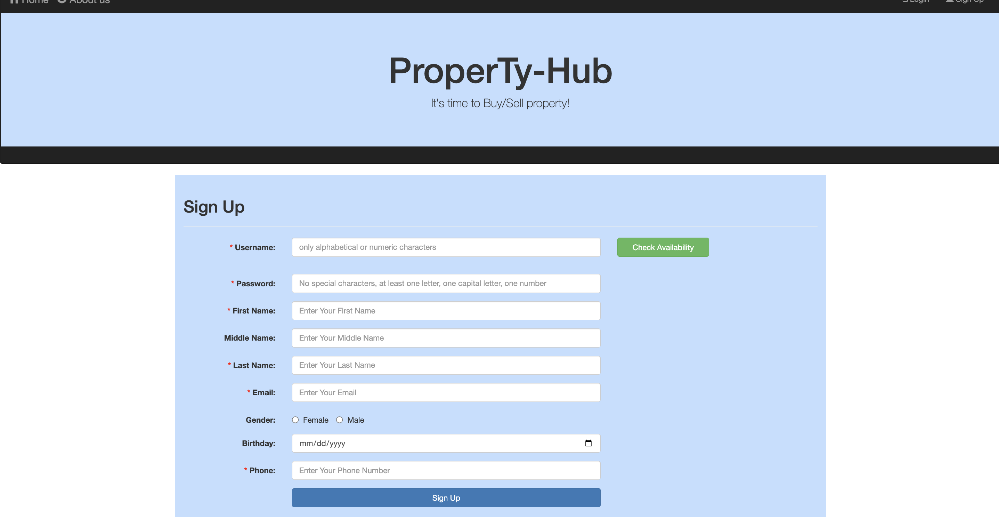 Home About us Login Sign Up
ProperTy-Hub
It's time to Buy/Sell property!
Sign Up
* Username: only alphabetical or numeric characters Check Availability
* Password: No special characters, at least one letter, one capital letter, one number
* First Name: Enter Your First Name
Middle Name: Enter Your Middle Name
* Last Name: Enter Your Last Name
* Email: Enter Your Email
Gender: Female Male
Birthday: mm/dd/yyyy
* Phone: Enter Your Phone Number
Sign Up